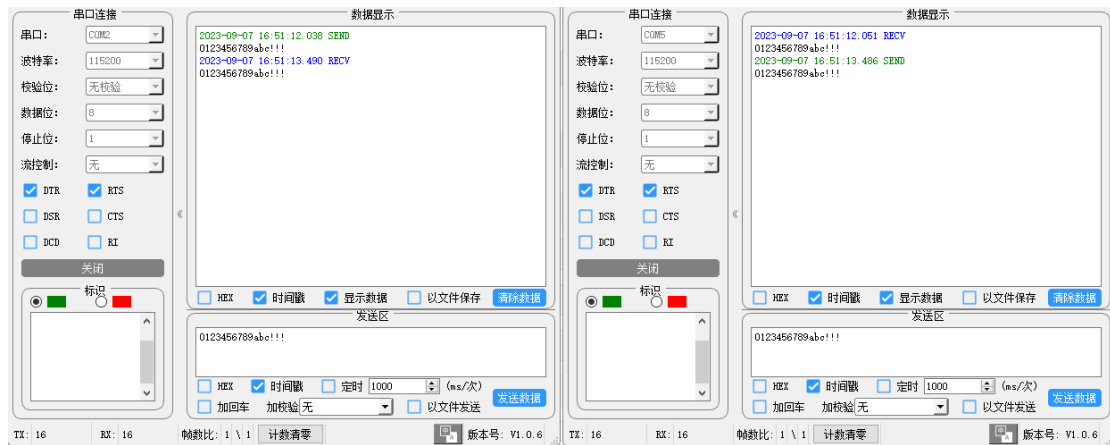 串口连接
串口: COM2
波特率: 115200
校验位: 无校验
数据位: 8
停止位: 1
流控制: 无
DTR RTS
DSR CTS
DCD RI
关闭
标识
数据显示
2023-09-07 16:51:12.038 SEND
0123456789abc!!!
2023-09-07 16:51:13.490 RECV
0123456789abc!!!
HEX 时间戳 显示数据 以文件保存 清除数据
发送区
0123456789abc!!!
HEX 时间戳 定时 1000 (ms/次)
加回车 加校验 无 以文件发送 发送数据
TX: 16 RX: 16 帧数比: 1 \ 1 计数清零 中A 版本号: V1.0.6
串口连接
串口: COM5
波特率: 115200
校验位: 无校验
数据位: 8
停止位: 1
流控制: 无
DTR RTS
DSR CTS
DCD RI
关闭
标识
数据显示
2023-09-07 16:51:12.051 RECV
0123456789abc!!!
2023-09-07 16:51:13.486 SEND
0123456789abc!!!
HEX 时间戳 显示数据 以文件保存 清除数据
发送区
0123456789abc!!!
HEX 时间戳 定时 1000 (ms/次)
加回车 加校验 无 以文件发送 发送数据
TX: 16 RX: 16 帧数比: 1 \ 1 计数清零 中A 版本号: V1.0.6